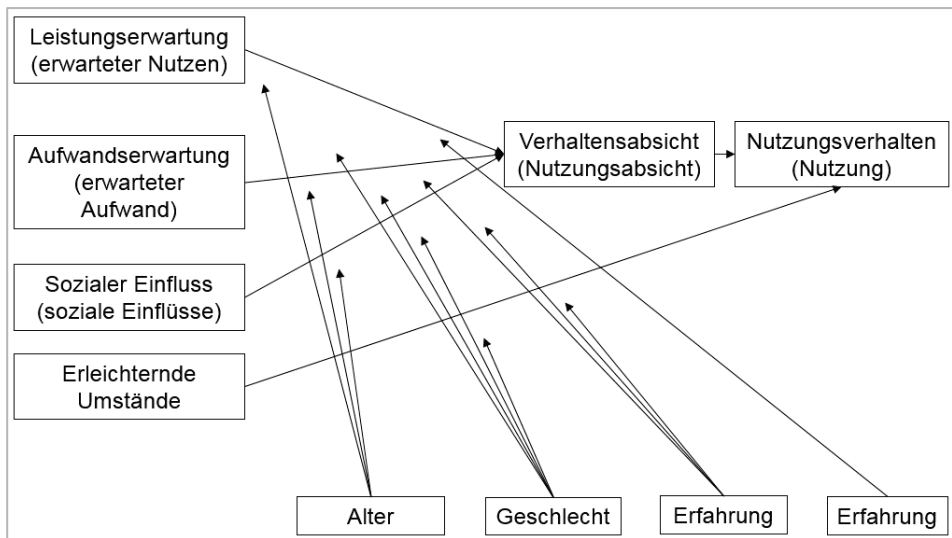 Leistungserwartung
(erwarteter Nutzen)
Aufwandserwartung
(erwarteter
Aufwand)
Verhaltensabsicht
(Nutzungsabsicht)
Nutzungsverhalten
(Nutzung)
Sozialer Einfluss
(soziale Einflüsse)
Erleichternde
Umstände
Alter
Geschlecht
Erfahrung
Erfahrung